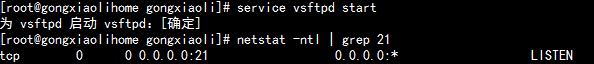 [root@gongxiaolihome gongxiaoli]# service vsftpd start
为 vsftpd 启动 vsftpd：[确定]
[root@gongxiaolihome gongxiaoli]# netstat -ntl | grep 21
tcp        0      0 0.0.0.0:21                  0.0.0.0:*                   LISTEN